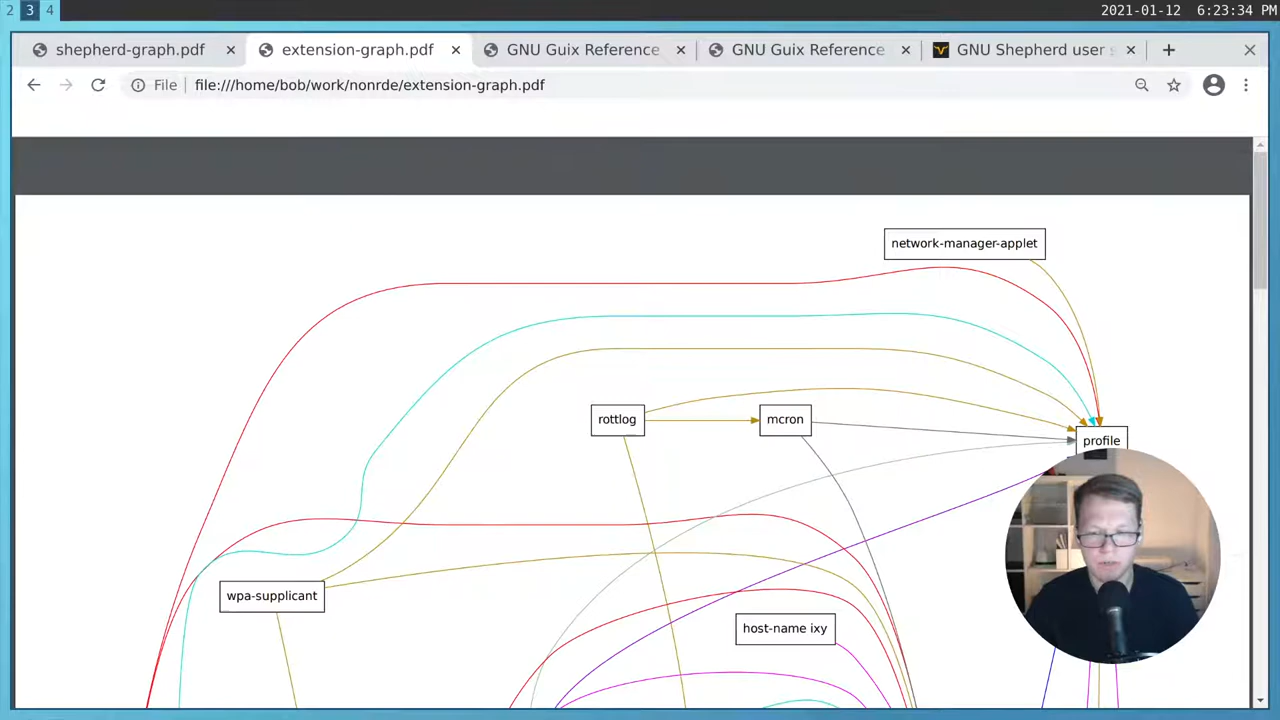 2 3 4 2021-01-12 6:23:34 PM
shepherd-graph.pdf extension-graph.pdf GNU Guix Reference GNU Guix Reference GNU Shepherd user s
File file:///home/bob/work/nonrde/extension-graph.pdf
network-manager-applet
rottlog
mcron
profile
wpa-supplicant
host-name ixy